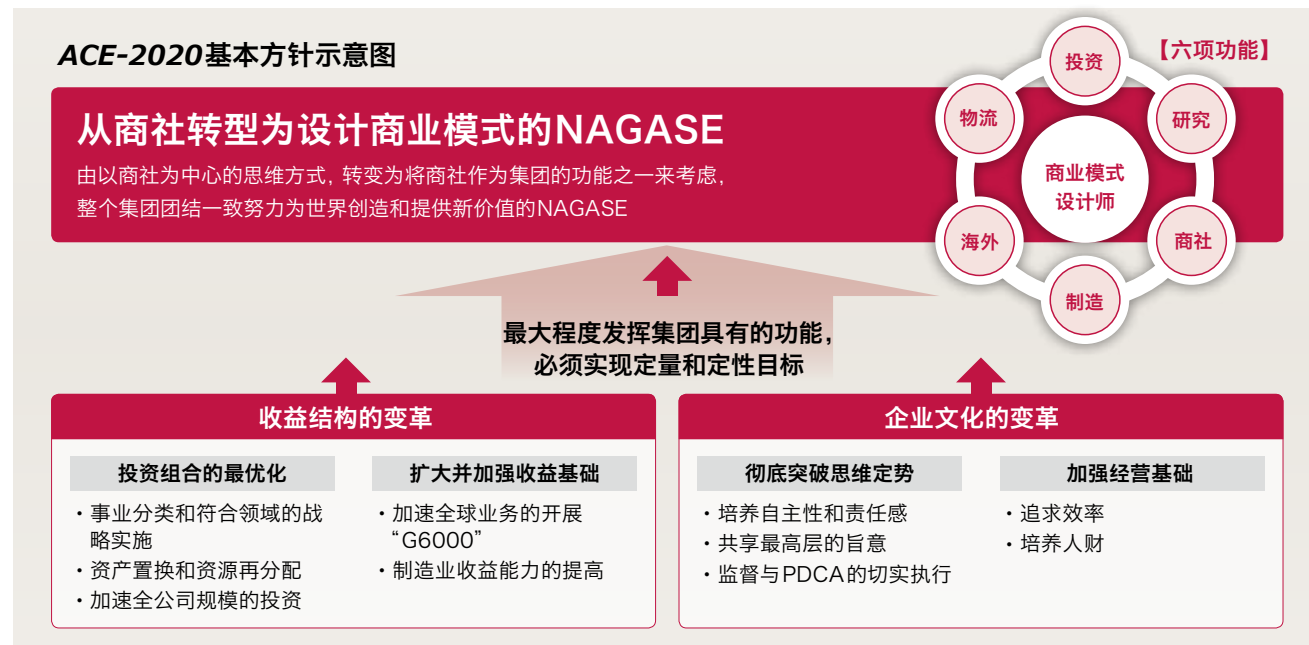 ACE-2020基本方针示意图
【六项功能】
从商社转型为设计商业模式的NAGASE
由以商社为中心的思维方式，转变为将商社作为集团的功能之一来考虑，
整个集团团结一致努力为世界创造和提供新价值的NAGASE
投资
物流
研究
商业模式
设计师
海外
商社
制造
最大程度发挥集团具有的功能，
必须实现定量和定性目标
收益结构的变革
投资组合的最优化
・事业分类和符合领域的战
略实施
・资产置换和资源再分配
・加速全公司规模的投资
扩大并加强收益基础
・加速全球业务的开展
“G6000”
・制造业收益能力的提高
企业文化的变革
彻底突破思维定势
・培养自主性和责任感
・共享最高层的旨意
・监督与PDCA的切实执行
加强经营基础
・追求效率
・培养人财